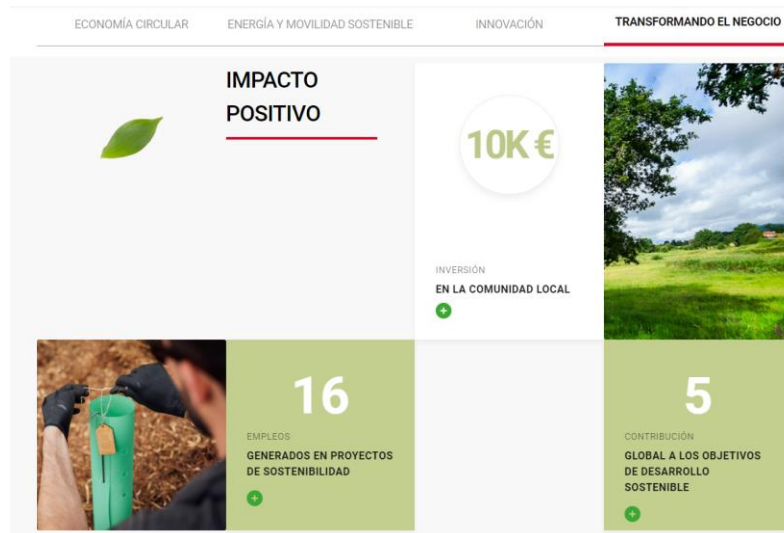 ECONOMÍA CIRCULAR
ENERGÍA Y MOVILIDAD SOSTENIBLE
INNOVACIÓN
TRANSFORMANDO EL NEGOCIO
IMPACTO
POSITIVO
10K €
INVERSIÓN
EN LA COMUNIDAD LOCAL
16
EMPLEOS
GENERADOS EN PROYECTOS
DE SOSTENIBILIDAD
5
CONTRIBUCIÓN
GLOBAL A LOS OBJETIVOS
DE DESARROLLO
SOSTENIBLE